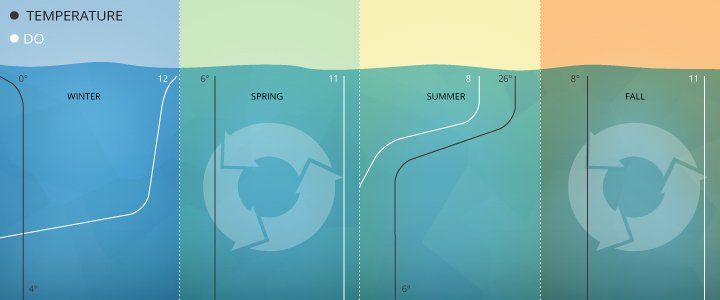 TEMPERATURE
DO
0° 12 6° 11 8 26° 8° 11
WINTER SPRING SUMMER FALL
4° 6°